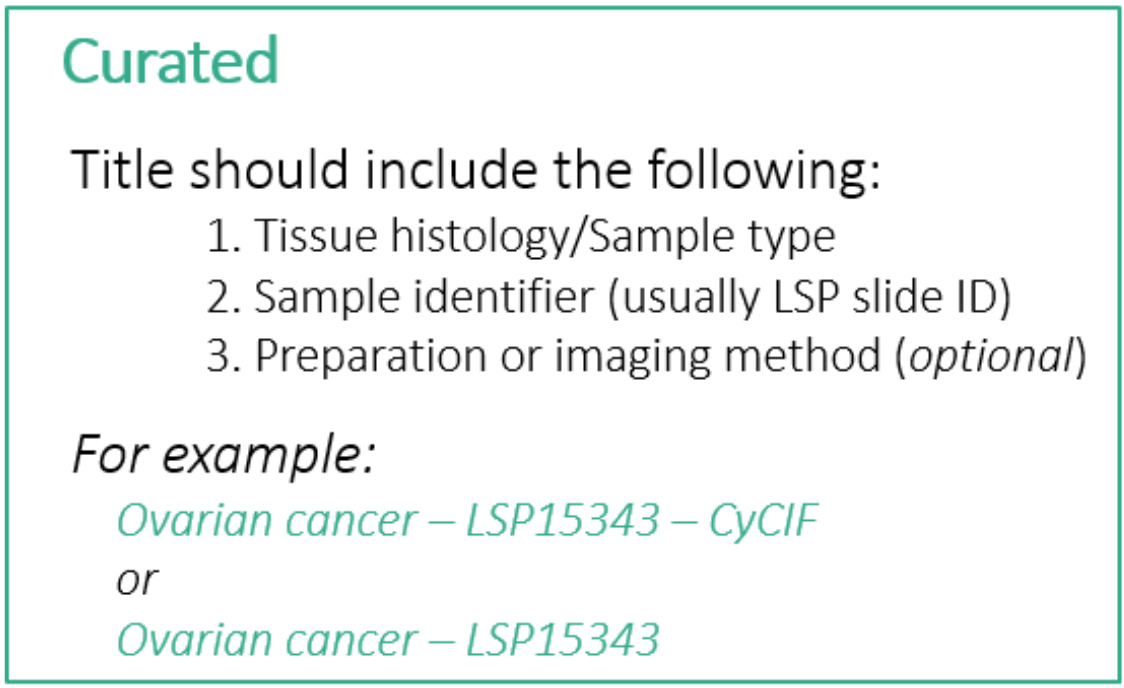 Curated
Title should include the following:
1. Tissue histology/Sample type
2. Sample identifier (usually LSP slide ID)
3. Preparation or imaging method (optional)
For example:
Ovarian cancer – LSP15343 – CyCIF
or
Ovarian cancer – LSP15343